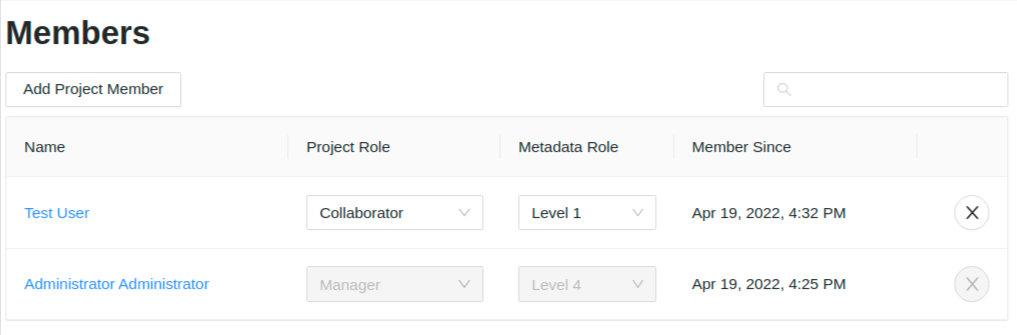 Members
Add Project Member
Name Project Role Metadata Role Member Since
Test User Collaborator Level 1 Apr 19, 2022, 4:32 PM
Administrator Administrator Manager Level 4 Apr 19, 2022, 4:25 PM